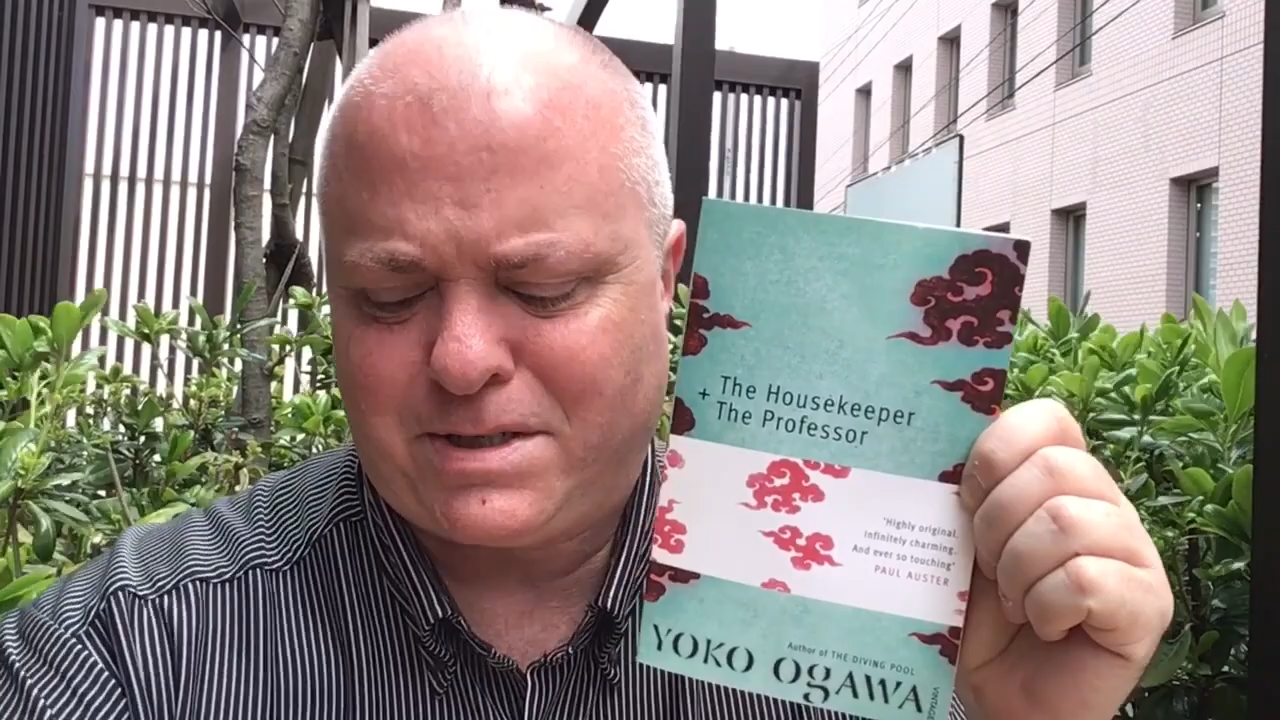 The Housekeeper
+ The Professor
'Highly original.
Infinitely charming.
And ever so touching'
PAUL AUSTER
Author of THE DIVING POOL
YOKO OGAWA
VINTAGE